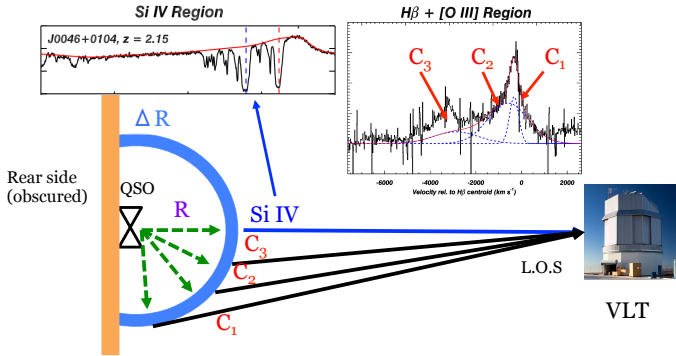 Si IV Region
Hβ + [O III] Region
J0046+0104, z = 2.15
C3
C2
C1
-6000
-4000
-2000
0
2000
Velocity rel. to Hβ centroid (km s⁻¹)
Δ R
Rear side
(obscured)
QSO
R
Si IV
C3
C2
C1
L.O.S
VLT